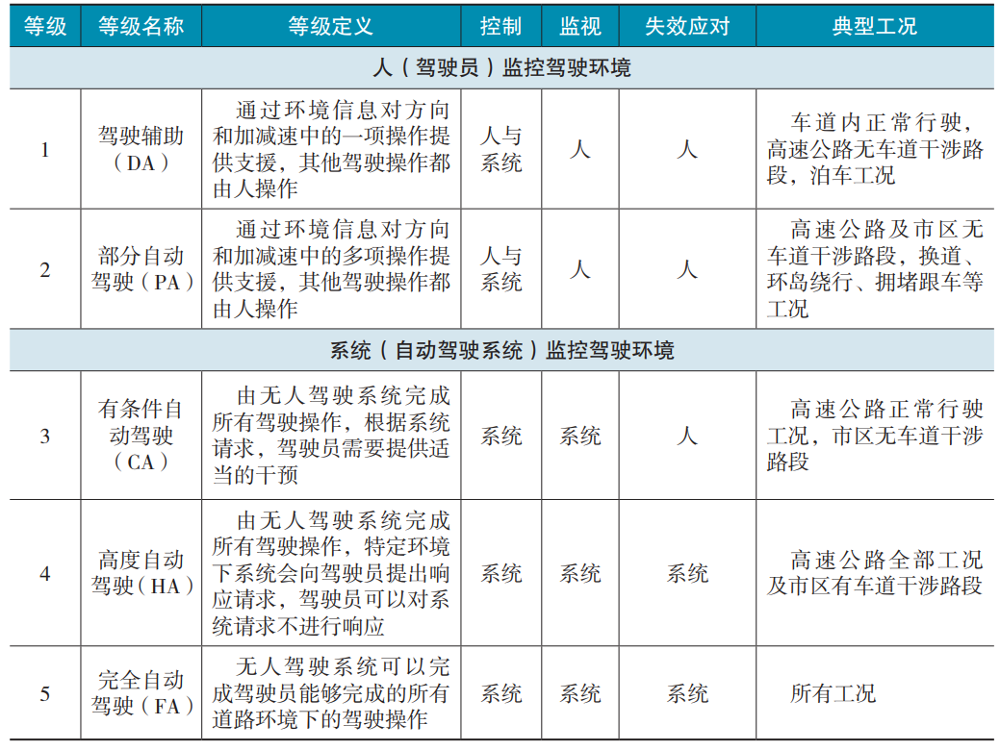 等级 等级名称 等级定义 控制 监视 失效应对 典型工况
人（驾驶员）监控驾驶环境
1
驾驶辅助
（DA）
通过环境信息对方向
和加减速中的一项操作提
供支援，其他驾驶操作都
由人操作
人与
系统
人
人
车道内正常行驶，
高速公路无车道干涉路
段，泊车工况
2
部分自动
驾驶（PA）
通过环境信息对方向
和加减速中的多项操作提
供支援，其他驾驶操作都
由人操作
人与
系统
人
人
高速公路及市区无
车道干涉路段，换道、
环岛绕行、拥堵跟车等
工况
系统（自动驾驶系统）监控驾驶环境
3
有条件自
动驾驶
（CA）
由无人驾驶系统完成
所有驾驶操作，根据系统
请求，驾驶员需要提供适
当的干预
系统
系统
人
高速公路正常行驶
工况，市区无车道干涉
路段
4
高度自动
驾驶（HA）
由无人驾驶系统完成
所有驾驶操作，特定环境
下系统会向驾驶员提出响
应请求，驾驶员可以对系
统请求不进行响应
系统
系统
系统
高速公路全部工况
及市区有车道干涉路段
5
完全自动
驾驶（FA）
无人驾驶系统可以完
成驾驶员能够完成的所有
道路环境下的驾驶操作
系统
系统
系统
所有工况